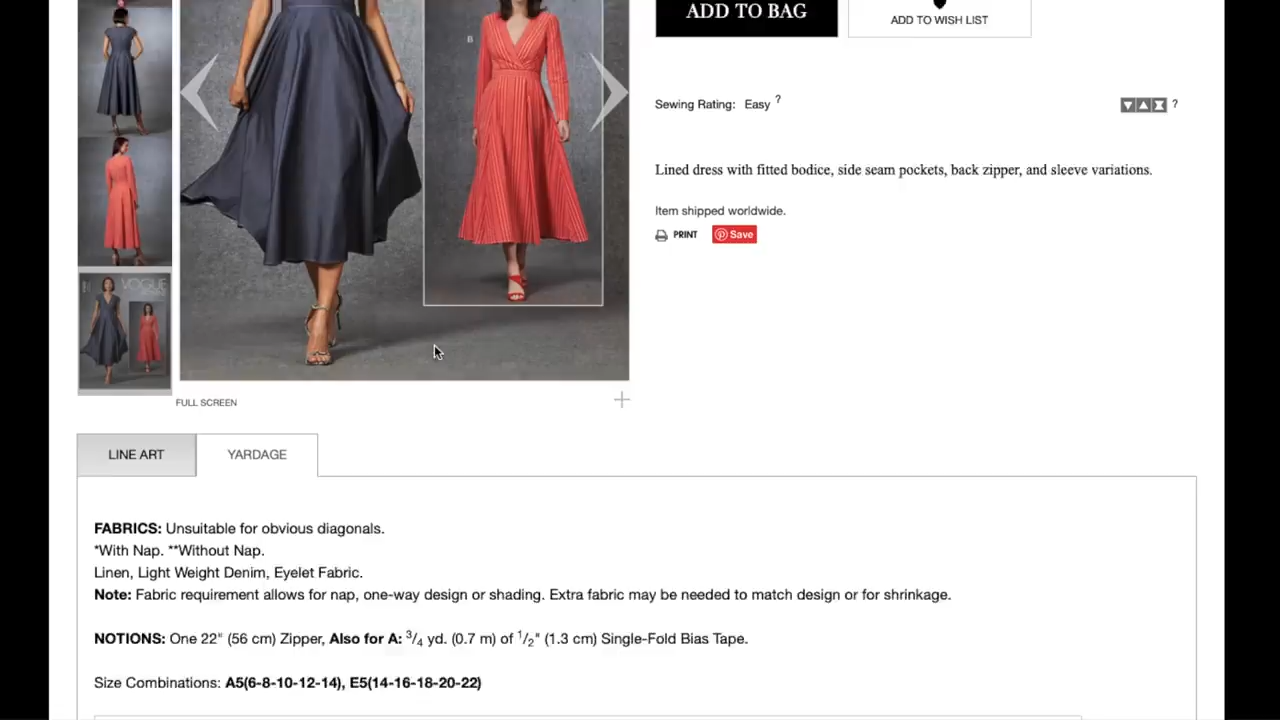 ADD TO BAG
ADD TO WISH LIST
B
Sewing Rating: Easy ?
?
Lined dress with fitted bodice, side seam pockets, back zipper, and sleeve variations.
Item shipped worldwide.
PRINT
Save
VOGUE
FULL SCREEN
LINE ART
YARDAGE
FABRICS: Unsuitable for obvious diagonals.
*With Nap. **Without Nap.
Linen, Light Weight Denim, Eyelet Fabric.
Note: Fabric requirement allows for nap, one-way design or shading. Extra fabric may be needed to match design or for shrinkage.
NOTIONS: One 22" (56 cm) Zipper, Also for A: 3/4 yd. (0.7 m) of 1/2" (1.3 cm) Single-Fold Bias Tape.
Size Combinations: A5(6-8-10-12-14), E5(14-16-18-20-22)